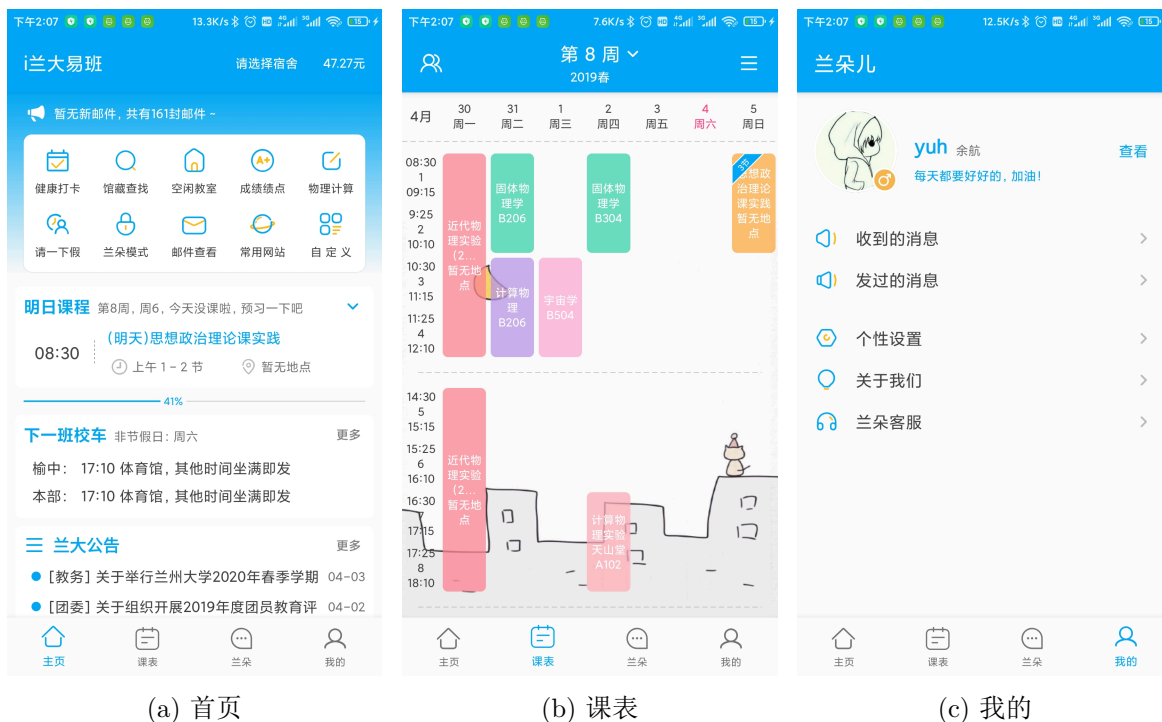 下午2:07 13.3K/s HD 4G 3G 15
i兰大易班 请选择宿舍 47.27元
暂无新邮件, 共有161封邮件 ~
健康打卡 馆藏查找 空闲教室 成绩绩点 物理计算
A+
请一下假 兰朵模式 邮件查看 常用网站 自 定 义
明日课程 第8周, 周6, 今天没课啦, 预习一下吧
(明天)思想政治理论课实践
08:30
上午 1 - 2 节 暂无地点
41%
下一班校车 非节假日: 周六 更多
榆中: 17:10 体育馆, 其他时间坐满即发
本部: 17:10 体育馆, 其他时间坐满即发
兰大公告 更多
[教务] 关于举行兰州大学2020年春季学期 04-03
[团委] 关于组织开展2019年度团员教育评 04-02
主页 课表 兰朵 我的
(a) 首页
下午2:07 7.6K/s HD 4G 3G 15
第 8 周
2019春
4月
30 31 1 2 3 4 5
周一 周二 周三 周四 周五 周六 周日
08:30
1
09:15
9:25
2
10:10
10:30
3
11:15
11:25
4
12:10
14:30
5
15:15
15:25
6
16:10
16:30
7
17:15
17:25
8
18:10
近代物
理实验
(2...
暂无地
点
近代物
理实验
(2...
暂无地
点
固体物
理学
B206
计算物
理
B206
宇宙学
B504
固体物
理学
B304
计算物
理实验
天山堂
A102
3节
思想政
治理论
课实践
暂无地
点
主页 课表 兰朵 我的
(b) 课表
下午2:07 12.5K/s HD 4G 3G 15
兰朵儿
yuh 余航 查看
每天都要好好的, 加油!
收到的消息
发过的消息
个性设置
关于我们
兰朵客服
主页 课表 兰朵 我的
(c) 我的